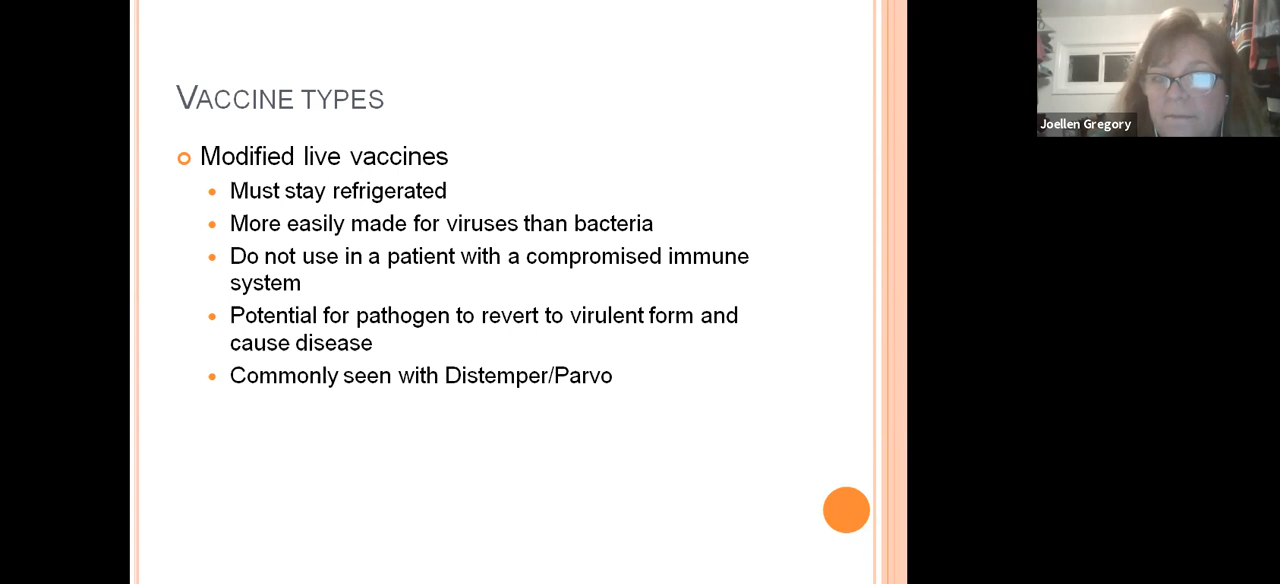 VACCINE TYPES
Modified live vaccines
Must stay refrigerated
More easily made for viruses than bacteria
Do not use in a patient with a compromised immune
system
Potential for pathogen to revert to virulent form and
cause disease
Commonly seen with Distemper/Parvo
Joellen Gregory